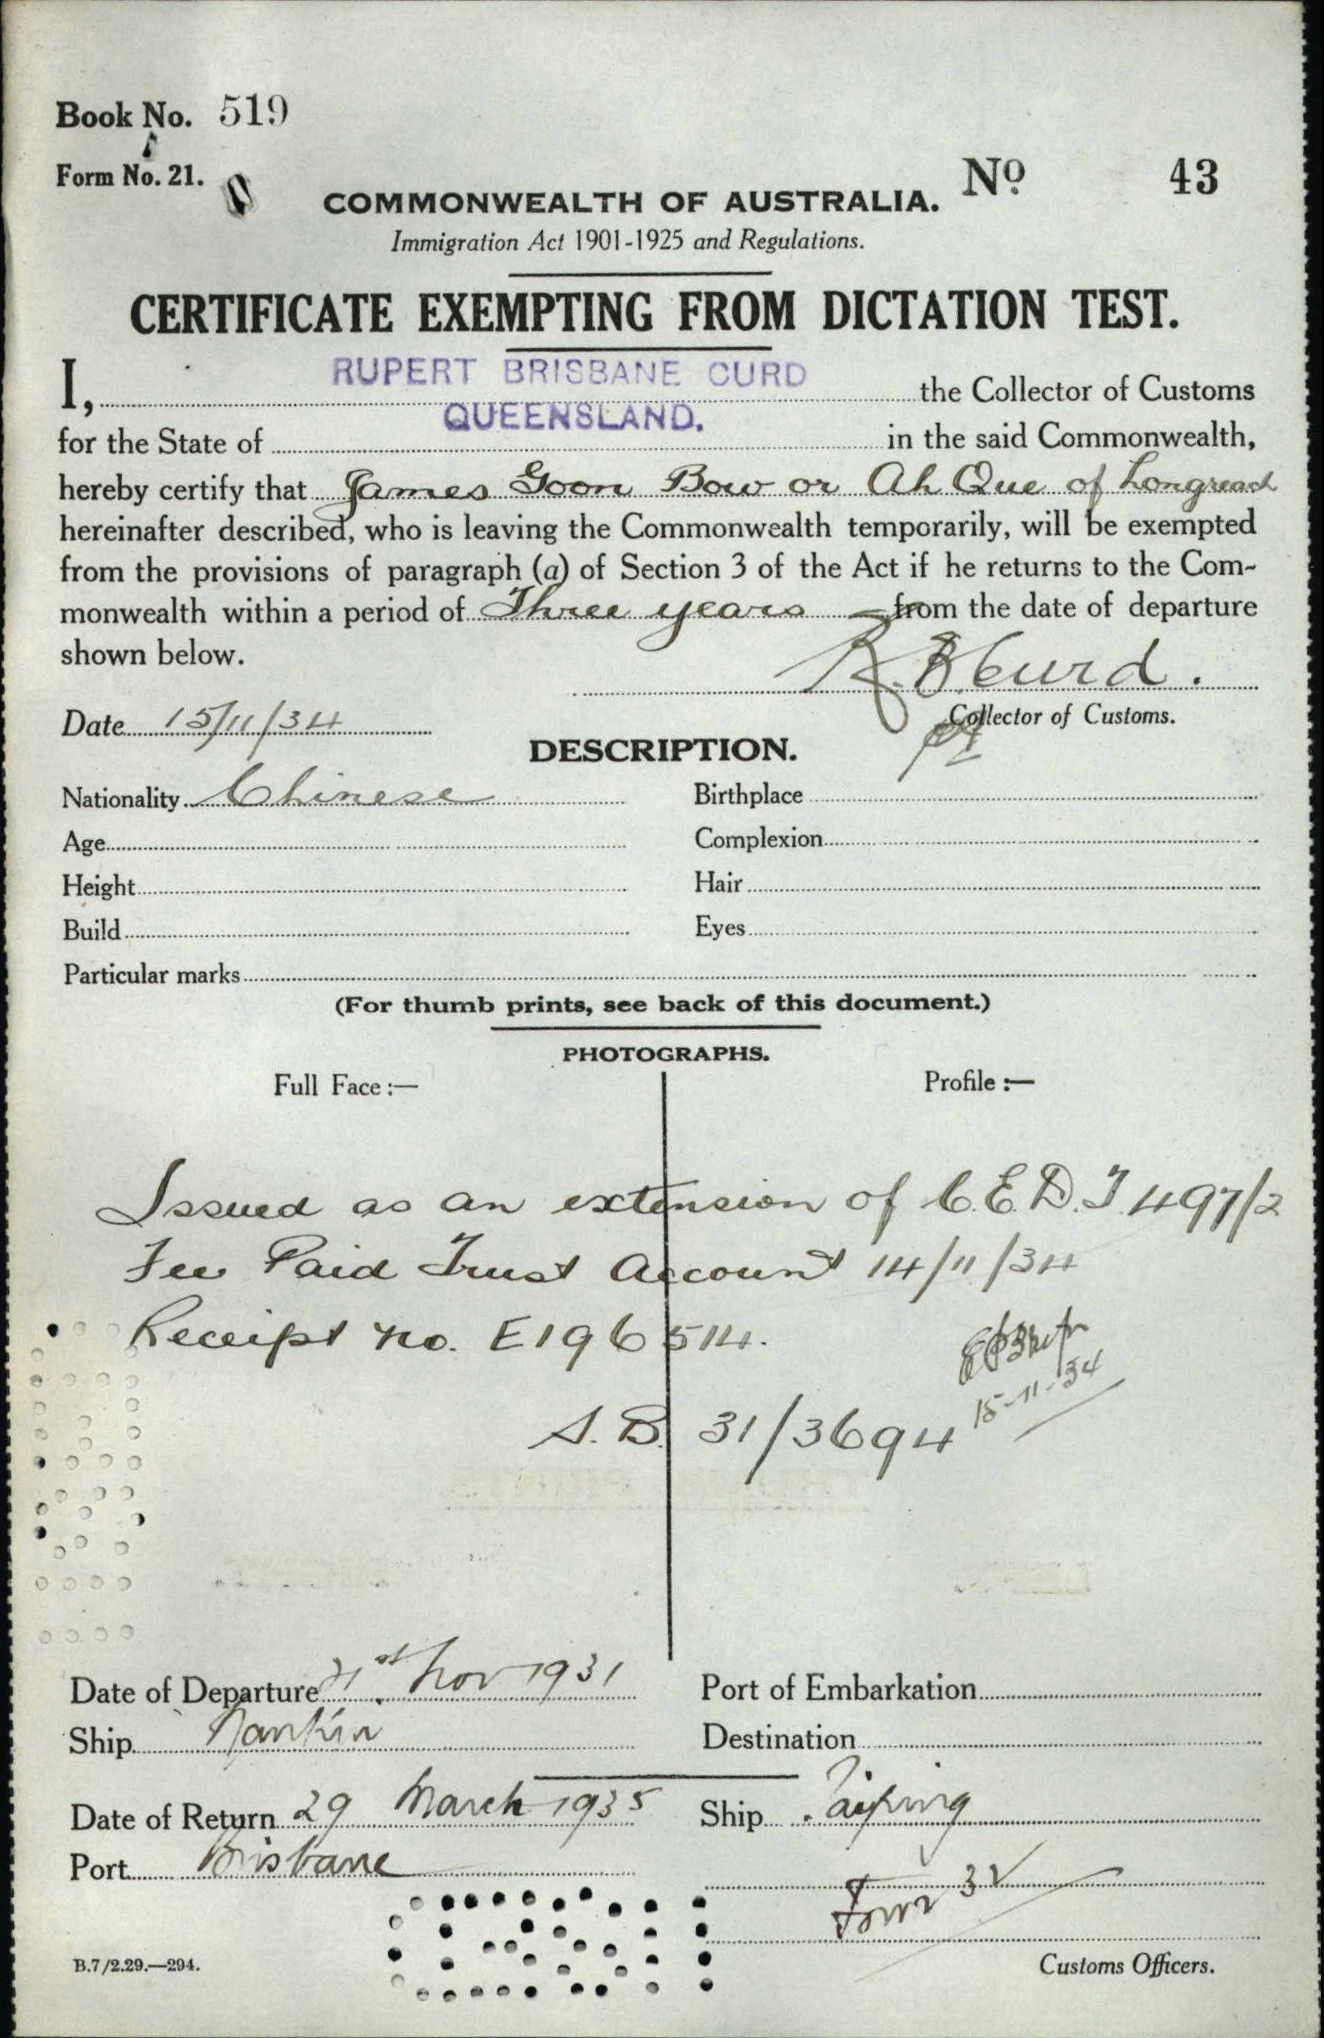 Book No. 519
Form No. 21.
No. 43
COMMONWEALTH OF AUSTRALIA.
Immigration Act 1901-1925 and Regulations.
CERTIFICATE EXEMPTING FROM DICTATION TEST.
I, RUPERT BRISBANE CURD the Collector of Customs
for the State of QUEENSLAND. in the said Commonwealth,
hereby certify that James Goon Bow or Ah Que of Longreach
hereinafter described, who is leaving the Commonwealth temporarily, will be exempted
from the provisions of paragraph (a) of Section 3 of the Act if he returns to the Com-
monwealth within a period of Three years from the date of departure
shown below.
R. B. Curd.
Date 15/11/34
Collector of Customs.
DESCRIPTION.
Nationality Chinese Birthplace
Age Complexion
Height Hair
Build Eyes
Particular marks
(For thumb prints, see back of this document.)
PHOTOGRAPHS.
Full Face:— Profile:—
Issued as an extension of C.E.D.T. 497/2
Fee Paid Trust Account 14/11/34
Receipt No. E196514.
15-11-34
S.B. 31/3694
Date of Departure 21st Nov 1931 Port of Embarkation
Ship Nankin Destination
Date of Return 29 March 1935 Ship Taiping
Port Brisbane
Form 32
B.7/2.29.—294.
Customs Officers.